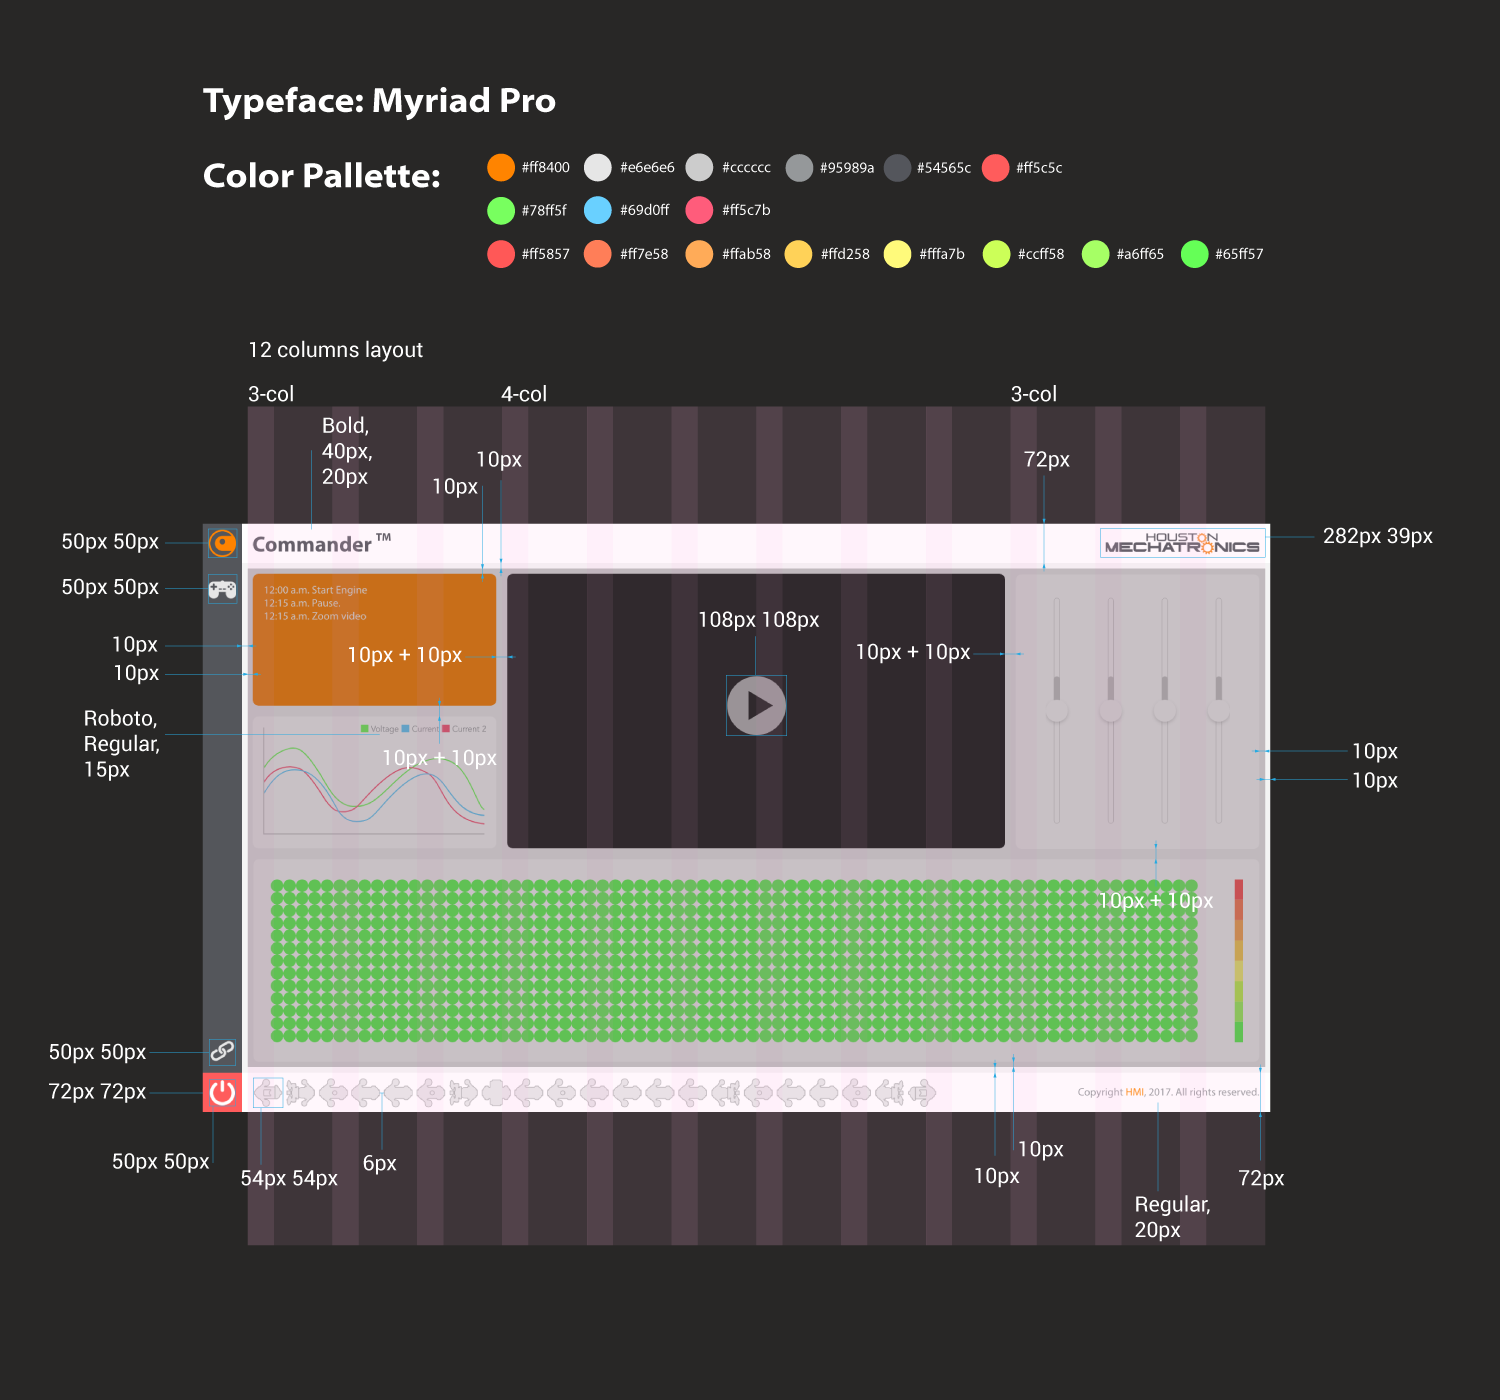 Typeface: Myriad Pro
Color Pallette:
#ff8400 #e6e6e6 #cccccc #95989a #54565c #ff5c5c
#78ff5f #69d0ff #ff5c7b
#ff5857 #ff7e58 #ffab58 #ffd258 #fffa7b #ccff58 #a6ff65 #65ff57
12 columns layout
3-col 4-col 3-col
Bold,
40px,
20px
10px
10px
72px
50px 50px
Commander™
HOUSTON
MECHATRONICS
282px 39px
50px 50px
12:00 a.m. Start Engine
12:15 a.m. Pause.
12:15 a.m. Zoom video
108px 108px
10px
10px + 10px
10px + 10px
10px
Roboto,
Regular,
15px
Voltage Current Current 2
10px + 10px
10px
10px
10px + 10px
50px 50px
72px 72px
Copyright HMI, 2017. All rights reserved.
50px 50px
54px 54px
6px
10px
10px
72px
Regular,
20px